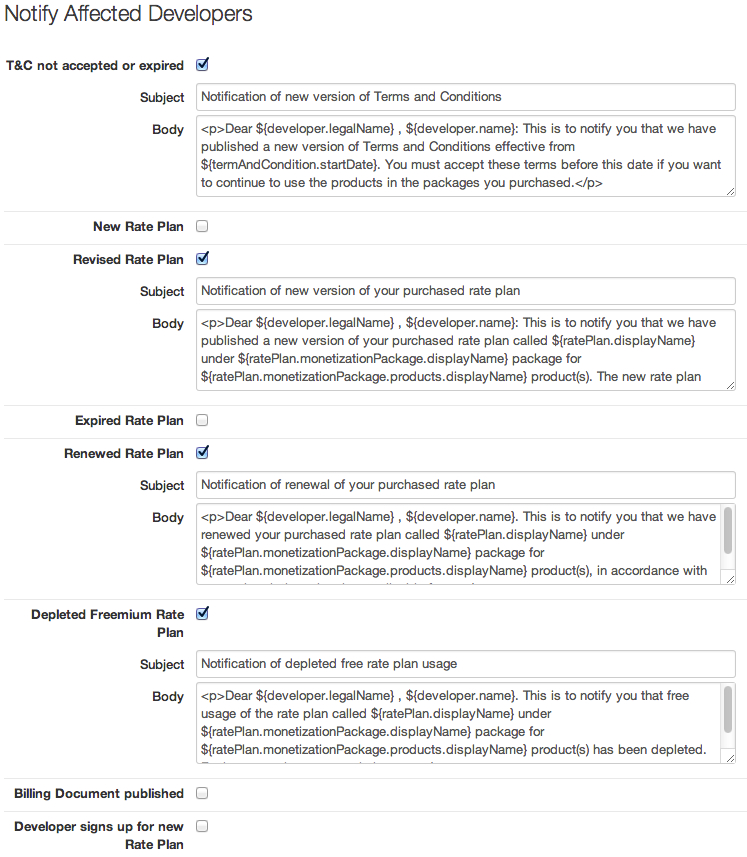 Notify Affected Developers
T&C not accepted or expired
Subject
Notification of new version of Terms and Conditions
Body
<p>Dear ${developer.legalName} , ${developer.name}: This is to notify you that we have
published a new version of Terms and Conditions effective from
${termAndCondition.startDate}. You must accept these terms before this date if you want
to continue to use the products in the packages you purchased.</p>
New Rate Plan
Revised Rate Plan
Subject
Notification of new version of your purchased rate plan
Body
<p>Dear ${developer.legalName} , ${developer.name}: This is to notify you that we have
published a new version of your purchased rate plan called ${ratePlan.displayName}
under ${ratePlan.monetizationPackage.displayName} package for
${ratePlan.monetizationPackage.products.displayName} product(s). The new rate plan
Expired Rate Plan
Renewed Rate Plan
Subject
Notification of renewal of your purchased rate plan
Body
<p>Dear ${developer.legalName} , ${developer.name}. This is to notify you that we have
renewed your purchased rate plan called ${ratePlan.displayName} under
${ratePlan.monetizationPackage.displayName} package for
${ratePlan.monetizationPackage.products.displayName} product(s), in accordance with
Depleted Freemium Rate
Plan
Subject
Notification of depleted free rate plan usage
Body
<p>Dear ${developer.legalName} , ${developer.name}. This is to notify you that free
usage of the rate plan called ${ratePlan.displayName} under
${ratePlan.monetizationPackage.displayName} package for
${ratePlan.monetizationPackage.products.displayName} product(s) has been depleted.
Billing Document published
Developer signs up for new
Rate Plan